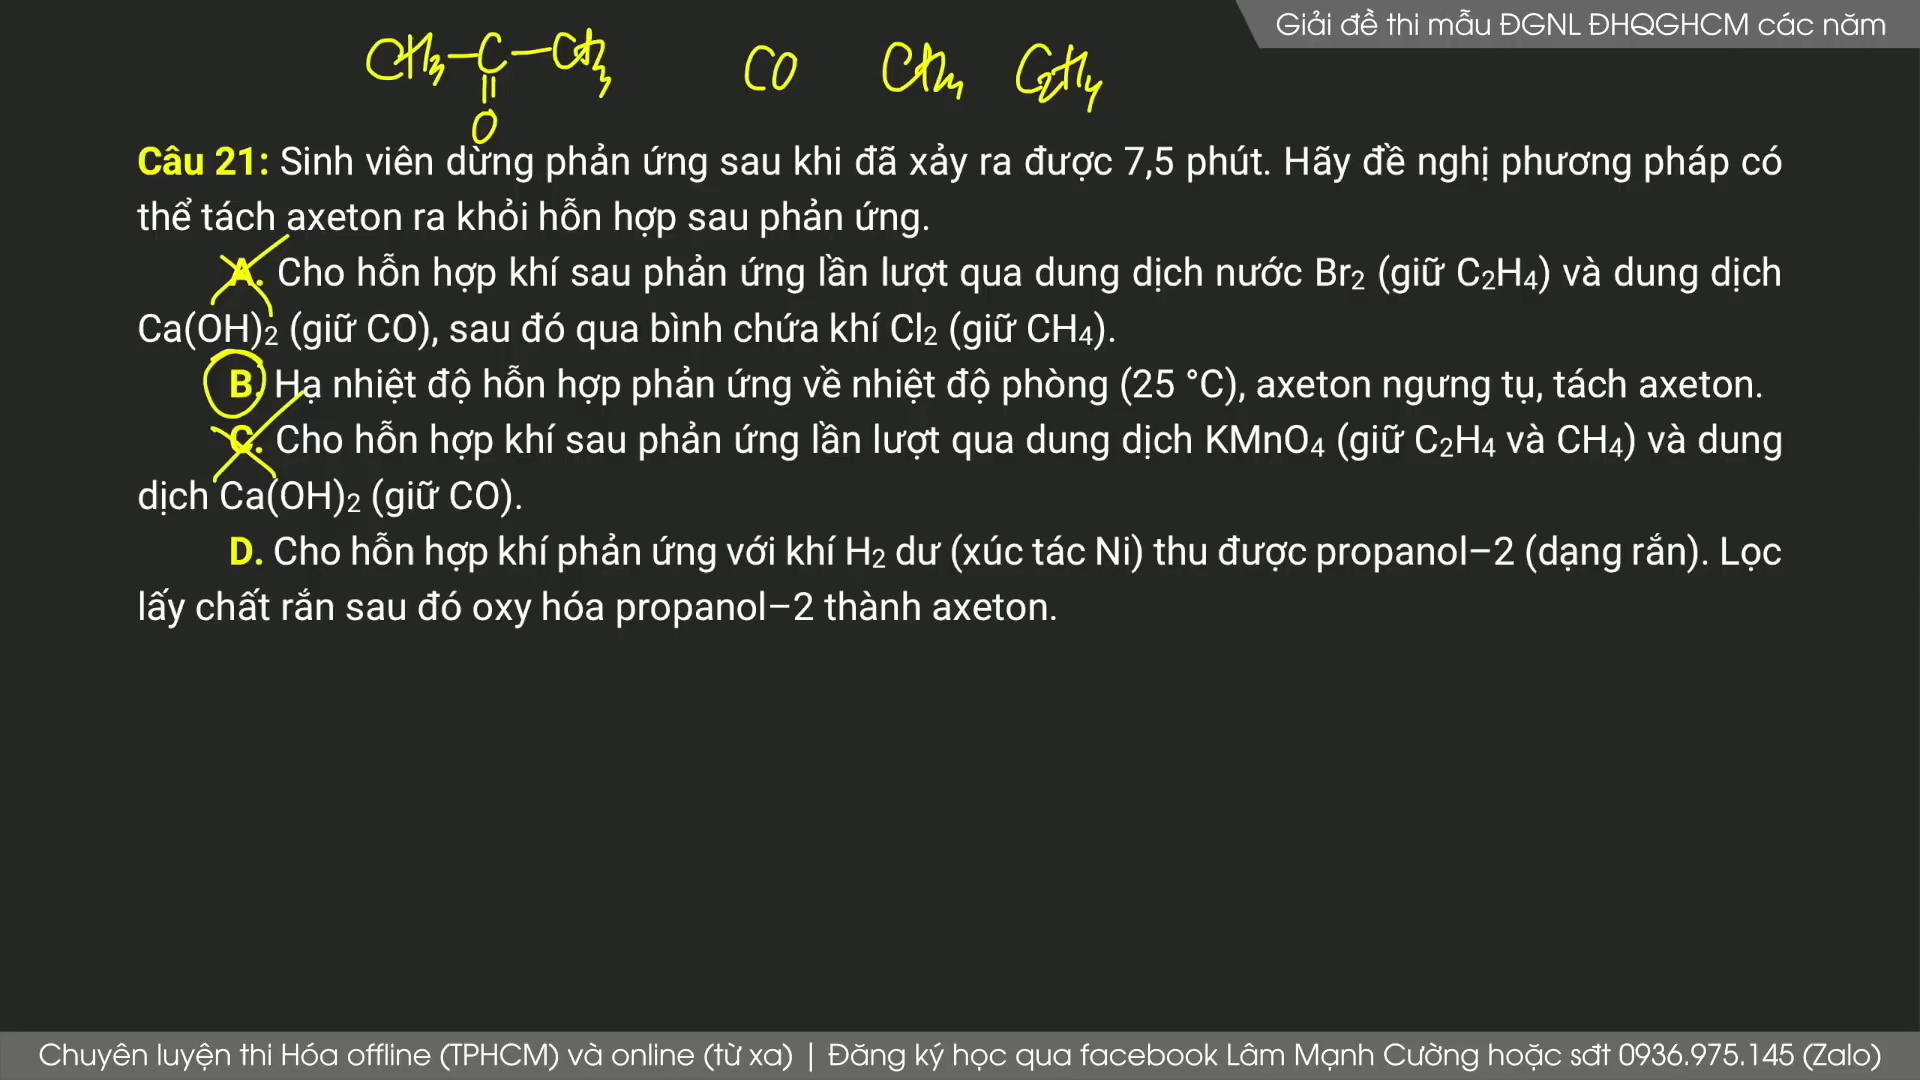 Giải đề thi mẫu ĐGNL ĐHQGHCM các năm
CH₃—C—CH₃ CO CH₄ C₂H₄
||
O
Câu 21: Sinh viên dừng phản ứng sau khi đã xảy ra được 7,5 phút. Hãy đề nghị phương pháp có
thể tách axeton ra khỏi hỗn hợp sau phản ứng.
A. Cho hỗn hợp khí sau phản ứng lần lượt qua dung dịch nước Br₂ (giữ C₂H₄) và dung dịch
Ca(OH)₂ (giữ CO), sau đó qua bình chứa khí Cl₂ (giữ CH₄).
B. Hạ nhiệt độ hỗn hợp phản ứng về nhiệt độ phòng (25 °C), axeton ngưng tụ, tách axeton.
C. Cho hỗn hợp khí sau phản ứng lần lượt qua dung dịch KMnO₄ (giữ C₂H₄ và CH₄) và dung
dịch Ca(OH)₂ (giữ CO).
D. Cho hỗn hợp khí phản ứng với khí H₂ dư (xúc tác Ni) thu được propanol–2 (dạng rắn). Lọc
lấy chất rắn sau đó oxy hóa propanol–2 thành axeton.
Chuyên luyện thi Hóa offline (TPHCM) và online (từ xa) | Đăng ký học qua facebook Lâm Mạnh Cường hoặc sđt 0936.975.145 (Zalo)